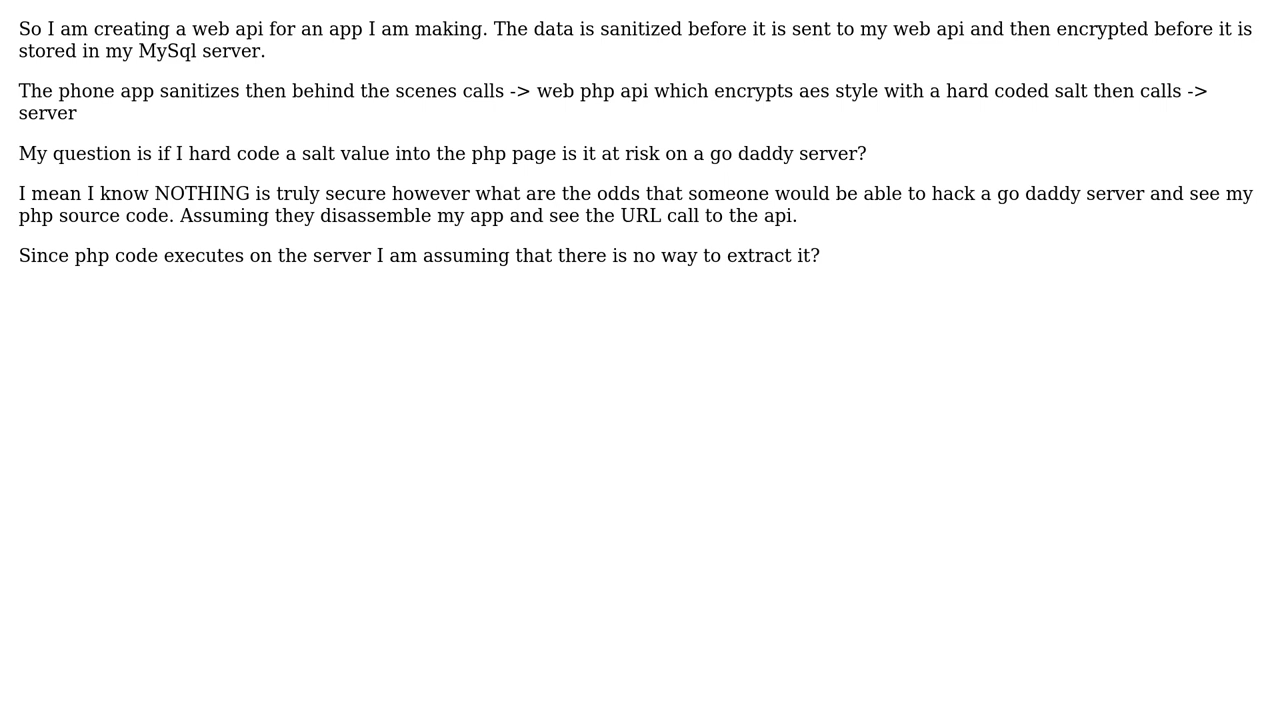 So I am creating a web api for an app I am making. The data is sanitized before it is sent to my web api and then encrypted before it is
stored in my MySql server.
The phone app sanitizes then behind the scenes calls -> web php api which encrypts aes style with a hard coded salt then calls ->
server
My question is if I hard code a salt value into the php page is it at risk on a go daddy server?
I mean I know NOTHING is truly secure however what are the odds that someone would be able to hack a go daddy server and see my
php source code. Assuming they disassemble my app and see the URL call to the api.
Since php code executes on the server I am assuming that there is no way to extract it?